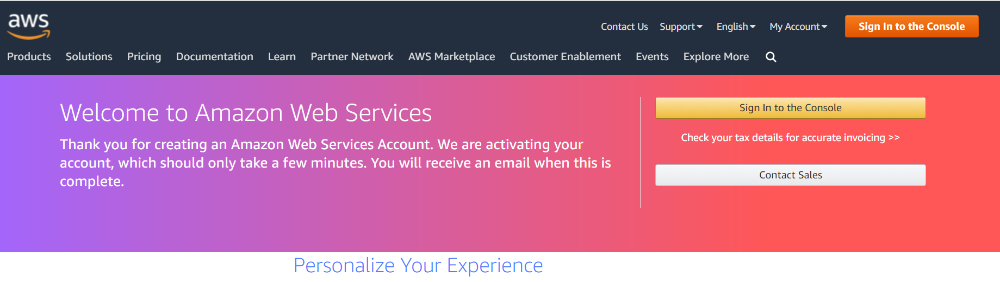 aws
Contact Us Support English My Account Sign In to the Console
Products Solutions Pricing Documentation Learn Partner Network AWS Marketplace Customer Enablement Events Explore More
Welcome to Amazon Web Services
Thank you for creating an Amazon Web Services Account. We are activating your
account, which should only take a few minutes. You will receive an email when this is
complete.
Sign In to the Console
Check your tax details for accurate invoicing >>
Contact Sales
Personalize Your Experience